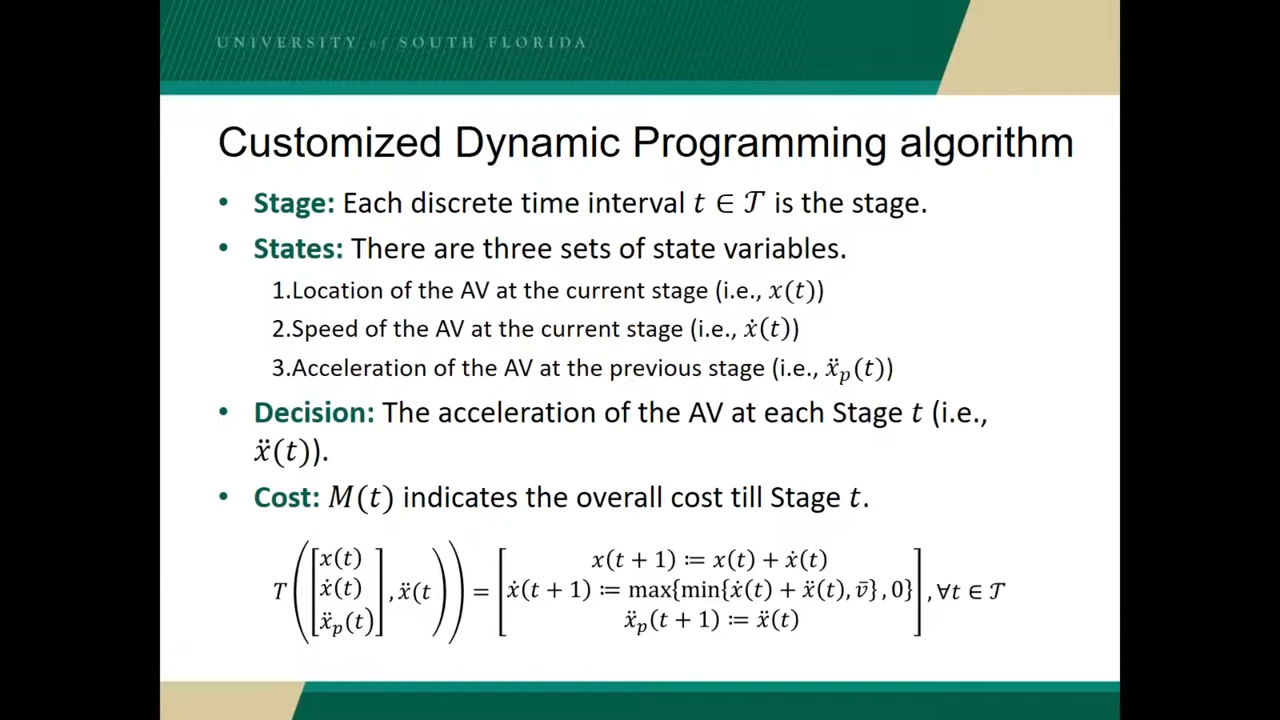 UNIVERSITY of SOUTH FLORIDA
Customized Dynamic Programming algorithm
• Stage: Each discrete time interval t ∈ 𝒯 is the stage.
• States: There are three sets of state variables.
1.Location of the AV at the current stage (i.e., x(t))
2.Speed of the AV at the current stage (i.e., ẋ(t))
3.Acceleration of the AV at the previous stage (i.e., ẍₚ(t))
• Decision: The acceleration of the AV at each Stage t (i.e.,
ẍ(t)).
• Cost: M(t) indicates the overall cost till Stage t.
T([x(t) ẋ(t) ẍₚ(t)], ẍ(t)) = [x(t + 1) ≔ x(t) + ẋ(t)
ẋ(t + 1) ≔ max{min{ẋ(t) + ẍ(t), v̄}, 0}
ẍₚ(t + 1) ≔ ẍ(t)], ∀t ∈ 𝒯